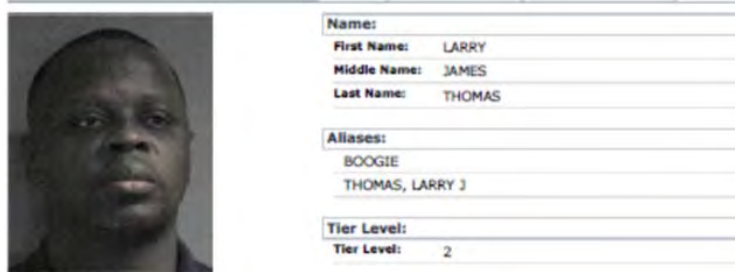 Name:
First Name: LARRY
Middle Name: JAMES
Last Name: THOMAS
Aliases:
BOOGIE
THOMAS, LARRY J
Tier Level:
Tier Level: 2